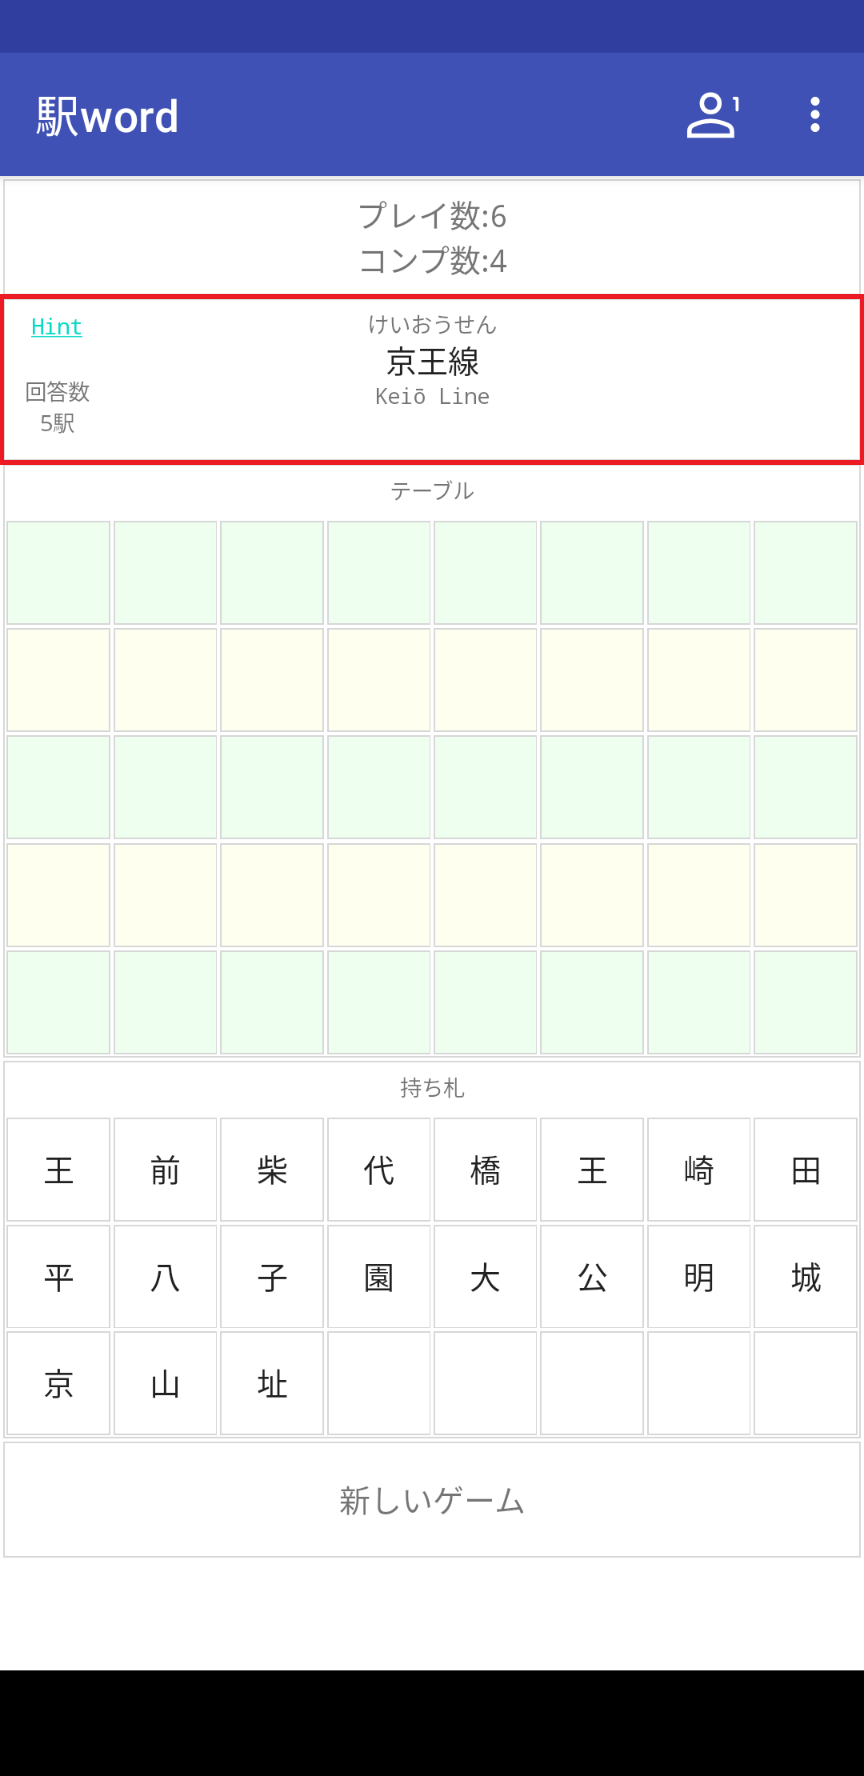 駅word
1
プレイ数:6
コンプ数:4
Hint
けいおうせん
京王線
Keiō Line
回答数
5駅
テーブル
持ち札
王 前 柴 代 橋 王 崎 田
平 八 子 園 大 公 明 城
京 山 址
新しいゲーム